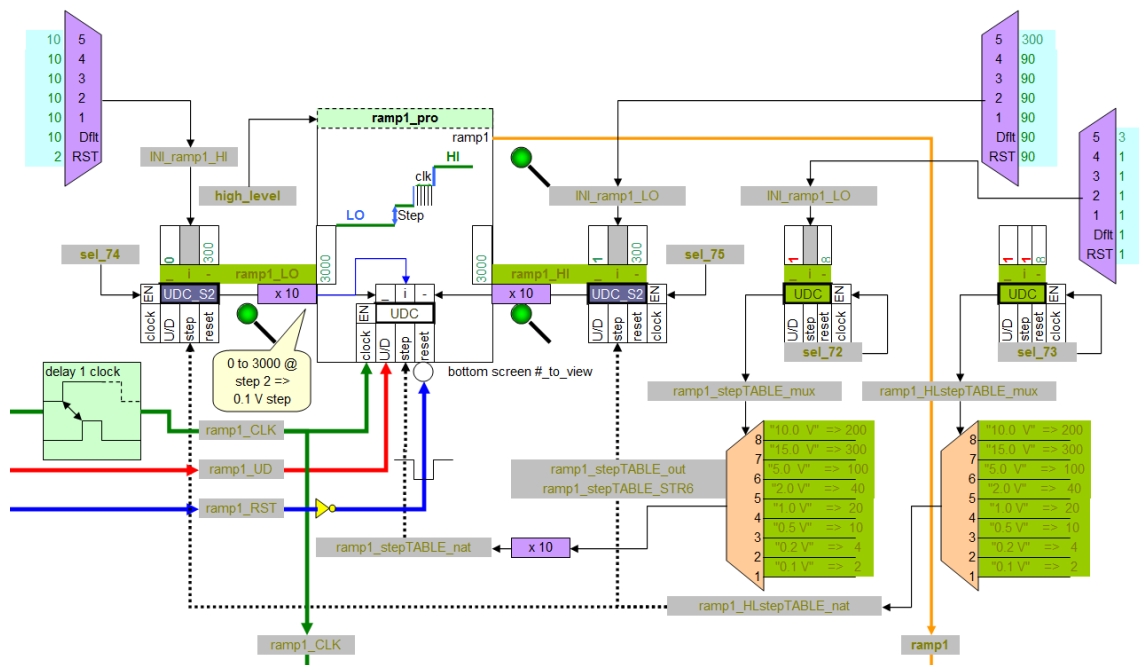 10 5
10 4
10 3
10 2
10 1
10 Dflt
2 RST
INI_ramp1_HI
high_level
ramp1_pro
ramp1
HI
clk
LO
Step
5 300
4 90
3 90
2 90
1 90
Dflt 90
RST 90
5 3
4 1
3 1
2 1
1 1
Dflt 1
RST 1
INI_ramp1_LO
INI_ramp1_LO
sel_74
0
300
_ i -
ramp1_LO
3000
UDC_S2
x 10
EN
clock
U/D
step
reset
_ i -
UDC
EN
clock
U/D
step
reset
3000
ramp1_HI
x 10
1
300
_ i -
UDC_S2
EN
clock
U/D
step
reset
sel_75
1
8
_ i -
UDC
EN
clock
U/D
step
reset
sel_72
1
1
8
_ i -
UDC
EN
clock
U/D
step
reset
sel_73
0 to 3000 @
step 2 =>
0.1 V step
bottom screen #_to_view
delay 1 clock
ramp1_CLK
ramp1_UD
ramp1_RST
ramp1_stepTABLE_mux
ramp1_HLstepTABLE_mux
ramp1_stepTABLE_out
ramp1_stepTABLE_STR6
ramp1_stepTABLE_nat
x 10
8 "10.0 V" => 200
7 "15.0 V" => 300
6 "5.0 V" => 100
5 "2.0 V" => 40
4 "1.0 V" => 20
3 "0.5 V" => 10
2 "0.2 V" => 4
1 "0.1 V" => 2
8 "10.0 V" => 200
7 "15.0 V" => 300
6 "5.0 V" => 100
5 "2.0 V" => 40
4 "1.0 V" => 20
3 "0.5 V" => 10
2 "0.2 V" => 4
1 "0.1 V" => 2
ramp1_HLstepTABLE_nat
ramp1_CLK
ramp1